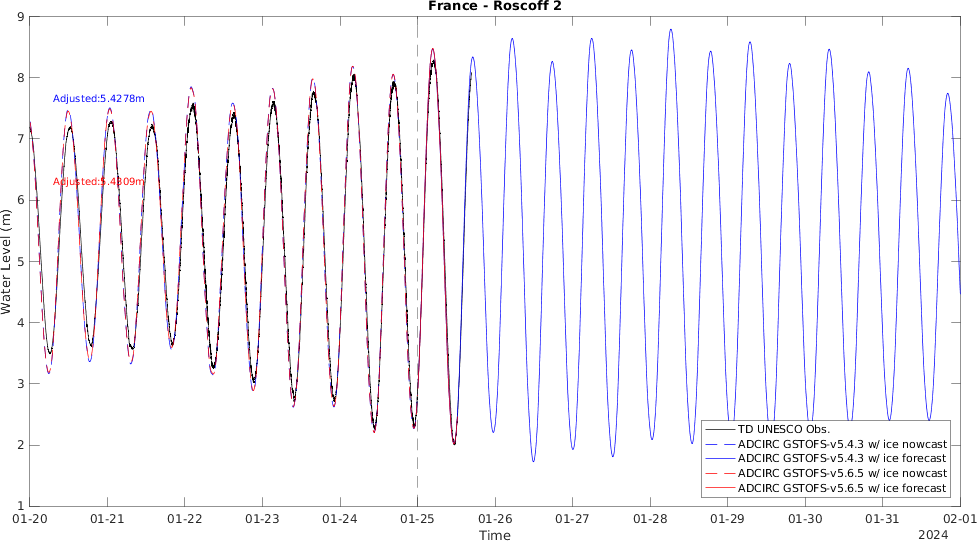 France - Roscoff 2
9
8
7
6
5
4
3
2
1
Water Level (m)
Adjusted:5.4278m
Adjusted:5.4309m
TD UNESCO Obs.
ADCIRC GSTOFS-v5.4.3 w/ ice nowcast
ADCIRC GSTOFS-v5.4.3 w/ ice forecast
ADCIRC GSTOFS-v5.6.5 w/ ice nowcast
ADCIRC GSTOFS-v5.6.5 w/ ice forecast
01-20 01-21 01-22 01-23 01-24 01-25 01-26 01-27 01-28 01-29 01-30 01-31 02-01
Time
2024